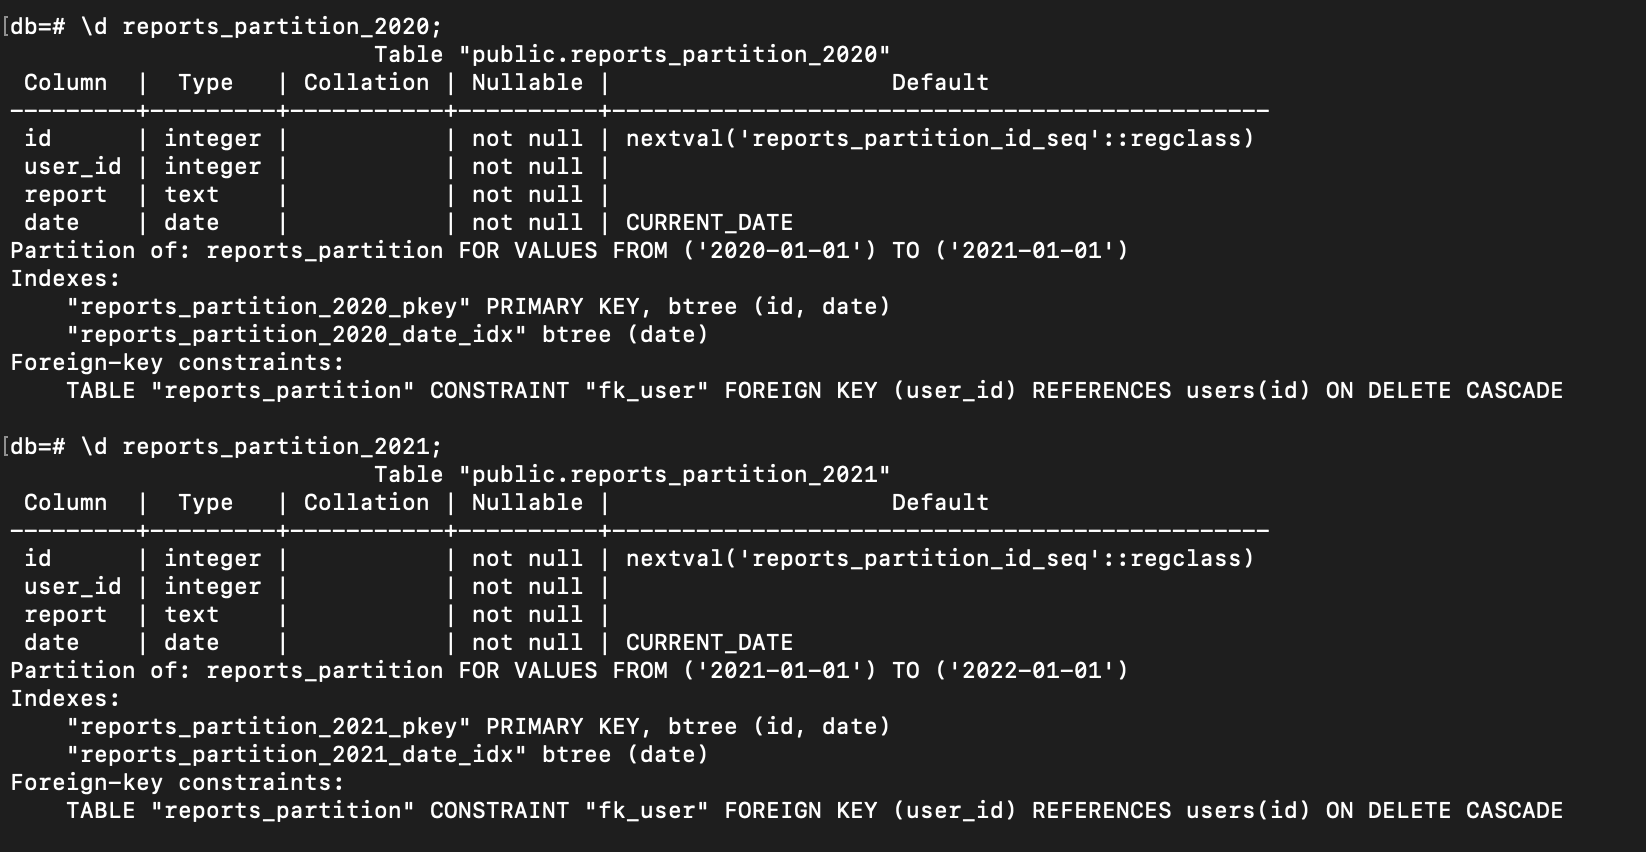 [db=# \d reports_partition_2020;
                          Table "public.reports_partition_2020"
 Column  |  Type   | Collation | Nullable |                    Default
---------+---------+-----------+----------+-----------------------------------------------
 id      | integer |           | not null | nextval('reports_partition_id_seq'::regclass)
 user_id | integer |           | not null |
 report  | text    |           | not null |
 date    | date    |           | not null | CURRENT_DATE
Partition of: reports_partition FOR VALUES FROM ('2020-01-01') TO ('2021-01-01')
Indexes:
    "reports_partition_2020_pkey" PRIMARY KEY, btree (id, date)
    "reports_partition_2020_date_idx" btree (date)
Foreign-key constraints:
    TABLE "reports_partition" CONSTRAINT "fk_user" FOREIGN KEY (user_id) REFERENCES users(id) ON DELETE CASCADE

[db=# \d reports_partition_2021;
                          Table "public.reports_partition_2021"
 Column  |  Type   | Collation | Nullable |                    Default
---------+---------+-----------+----------+-----------------------------------------------
 id      | integer |           | not null | nextval('reports_partition_id_seq'::regclass)
 user_id | integer |           | not null |
 report  | text    |           | not null |
 date    | date    |           | not null | CURRENT_DATE
Partition of: reports_partition FOR VALUES FROM ('2021-01-01') TO ('2022-01-01')
Indexes:
    "reports_partition_2021_pkey" PRIMARY KEY, btree (id, date)
    "reports_partition_2021_date_idx" btree (date)
Foreign-key constraints:
    TABLE "reports_partition" CONSTRAINT "fk_user" FOREIGN KEY (user_id) REFERENCES users(id) ON DELETE CASCADE